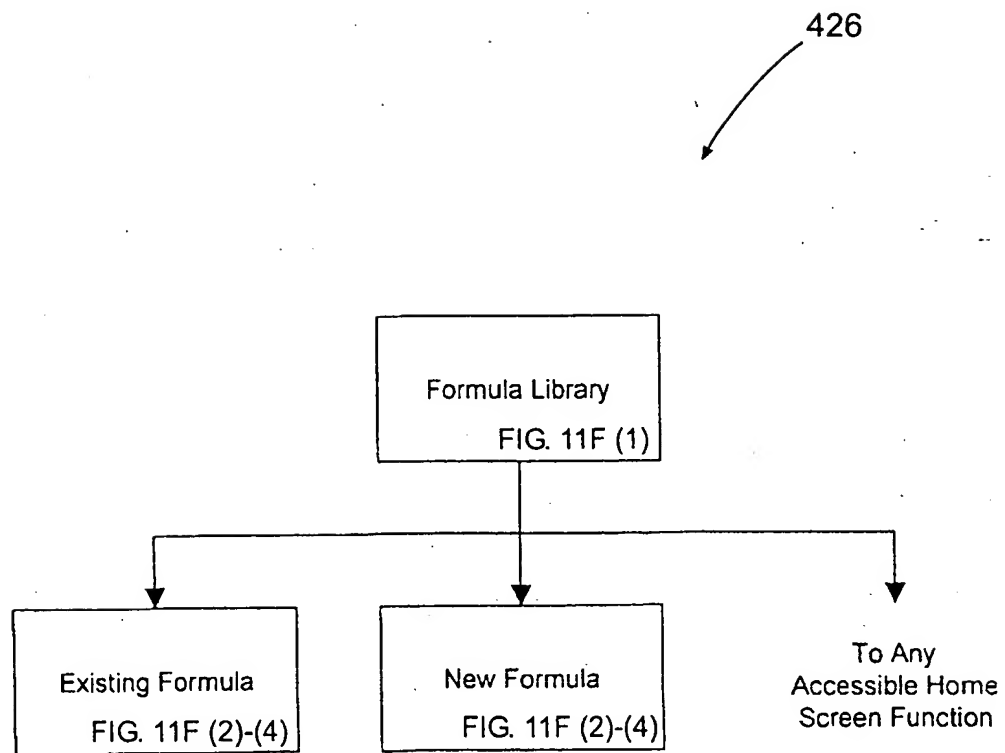 426
Formula Library
FIG. 11F (1)
Existing Formula
FIG. 11F (2)-(4)
New Formula
FIG. 11F (2)-(4)
To Any
Accessible Home
Screen Function